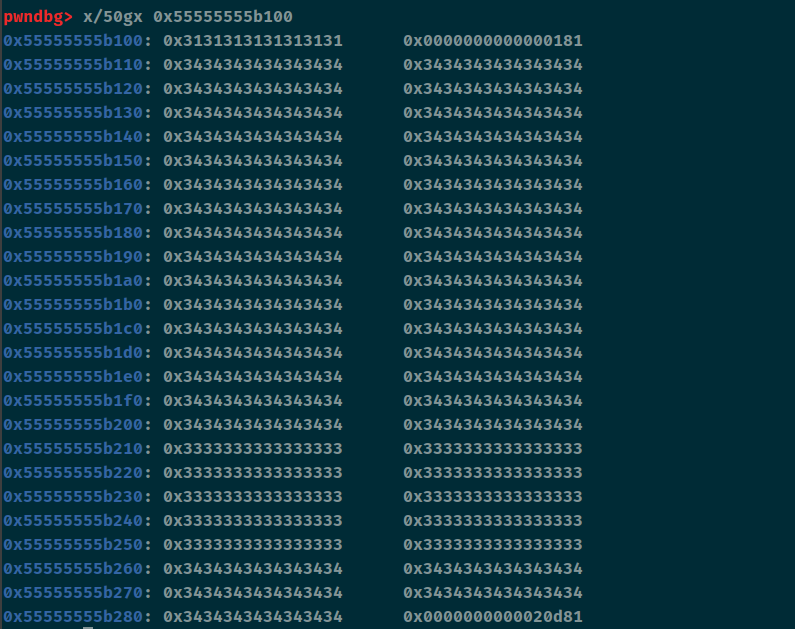 pwndbg> x/50gx 0x55555555b100
0x55555555b100: 0x3131313131313131 0x0000000000000181
0x55555555b110: 0x3434343434343434 0x3434343434343434
0x55555555b120: 0x3434343434343434 0x3434343434343434
0x55555555b130: 0x3434343434343434 0x3434343434343434
0x55555555b140: 0x3434343434343434 0x3434343434343434
0x55555555b150: 0x3434343434343434 0x3434343434343434
0x55555555b160: 0x3434343434343434 0x3434343434343434
0x55555555b170: 0x3434343434343434 0x3434343434343434
0x55555555b180: 0x3434343434343434 0x3434343434343434
0x55555555b190: 0x3434343434343434 0x3434343434343434
0x55555555b1a0: 0x3434343434343434 0x3434343434343434
0x55555555b1b0: 0x3434343434343434 0x3434343434343434
0x55555555b1c0: 0x3434343434343434 0x3434343434343434
0x55555555b1d0: 0x3434343434343434 0x3434343434343434
0x55555555b1e0: 0x3434343434343434 0x3434343434343434
0x55555555b1f0: 0x3434343434343434 0x3434343434343434
0x55555555b200: 0x3434343434343434 0x3434343434343434
0x55555555b210: 0x3333333333333333 0x3333333333333333
0x55555555b220: 0x3333333333333333 0x3333333333333333
0x55555555b230: 0x3333333333333333 0x3333333333333333
0x55555555b240: 0x3333333333333333 0x3333333333333333
0x55555555b250: 0x3333333333333333 0x3333333333333333
0x55555555b260: 0x3434343434343434 0x3434343434343434
0x55555555b270: 0x3434343434343434 0x3434343434343434
0x55555555b280: 0x3434343434343434 0x0000000000020d81